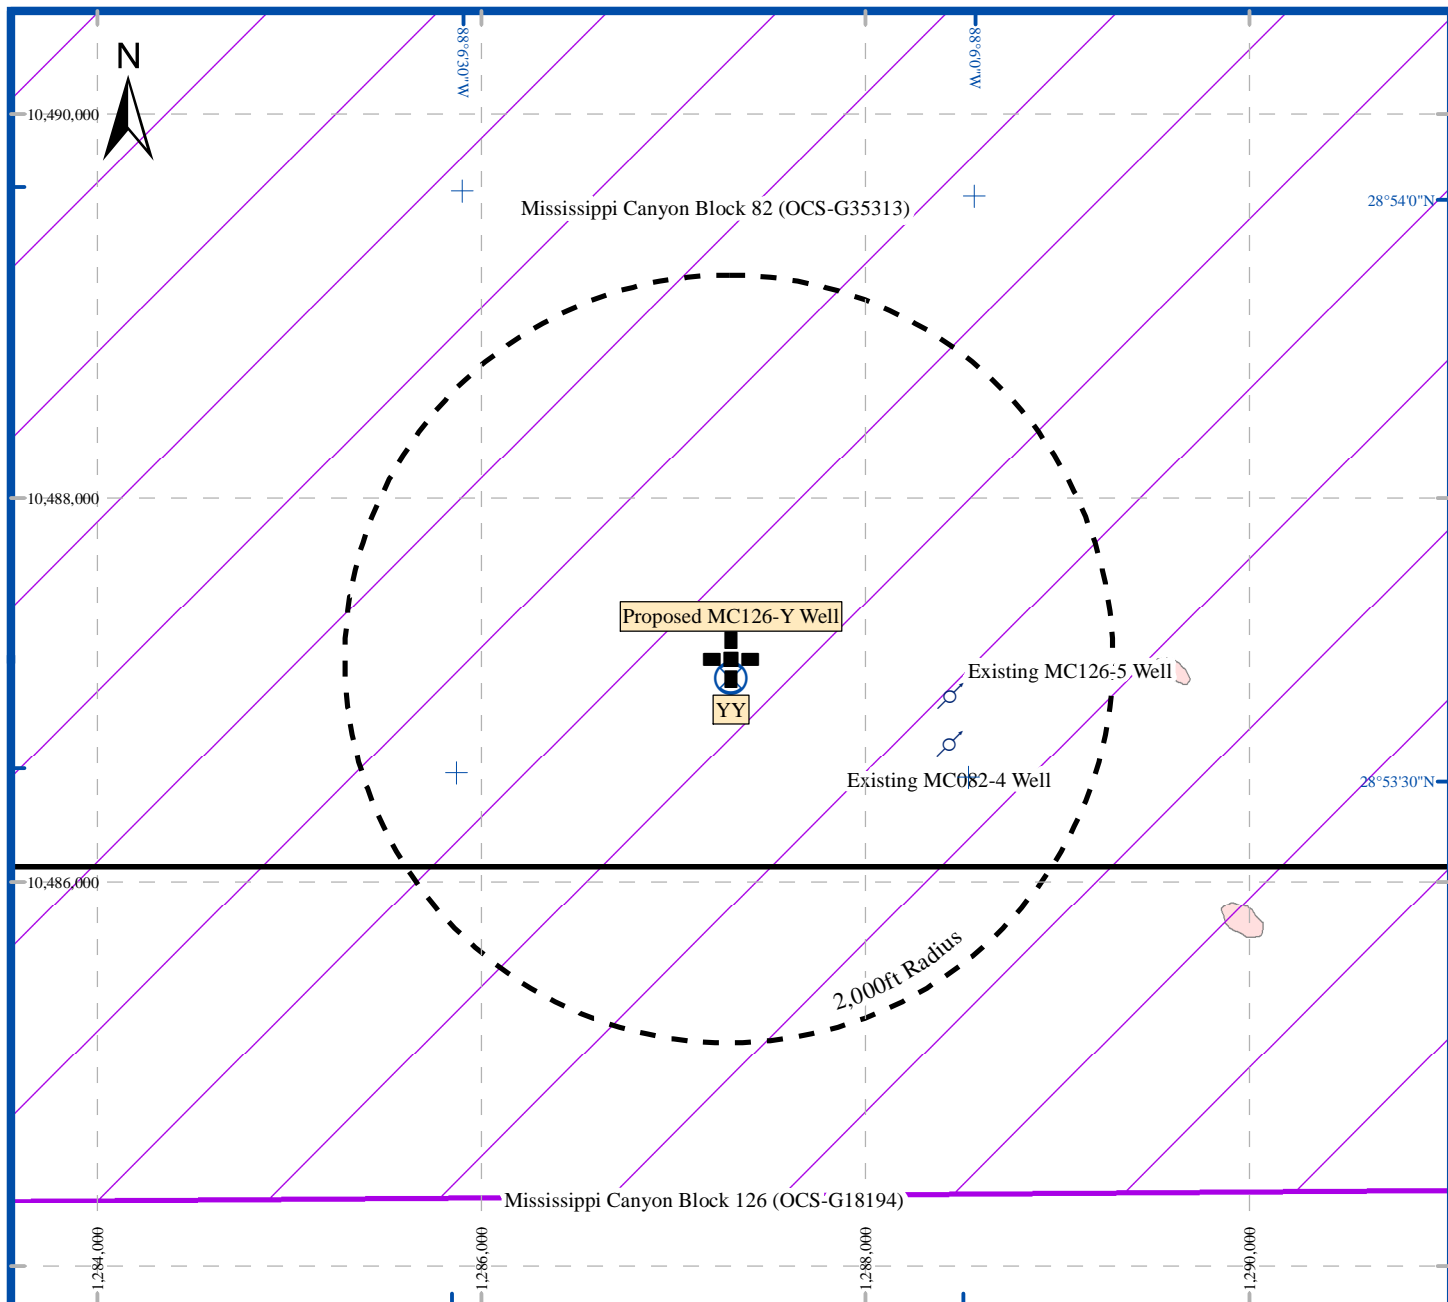 88°6'30"W
88°6'0"W
N
10,490,000
28°54'0"N
Mississippi Canyon Block 82 (OCS-G35313)
10,488,000
Proposed MC126-Y Well
Existing MC126-5 Well
YY
Existing MC082-4 Well
28°53'30"N
10,486,000
2,000ft Radius
Mississippi Canyon Block 126 (OCS-G18194)
1,284,000
1,286,000
1,288,000
1,290,000